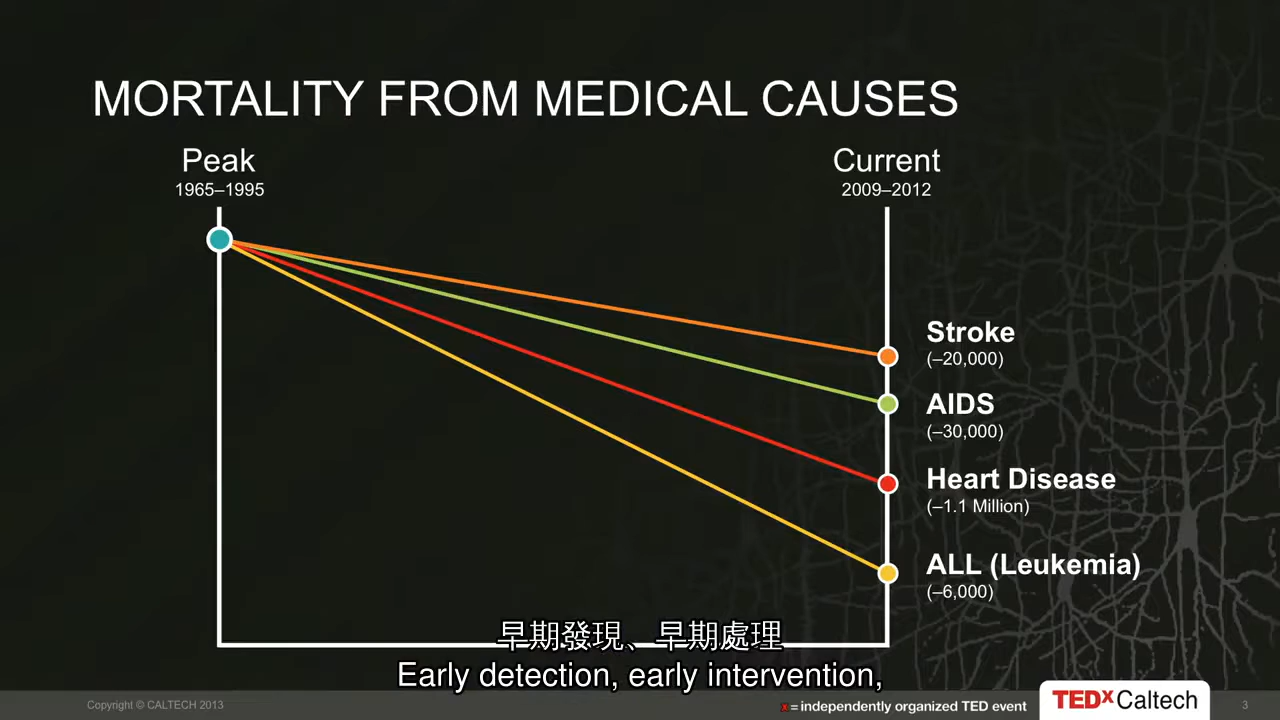 MORTALITY FROM MEDICAL CAUSES
Peak
1965–1995
Current
2009–2012
Stroke
(–20,000)
AIDS
(–30,000)
Heart Disease
(–1.1 Million)
ALL (Leukemia)
(–6,000)
早期發現、早期處理
Early detection, early intervention,
Copyright © CALTECH 2013
x = independently organized TED event
TEDxCaltech
3